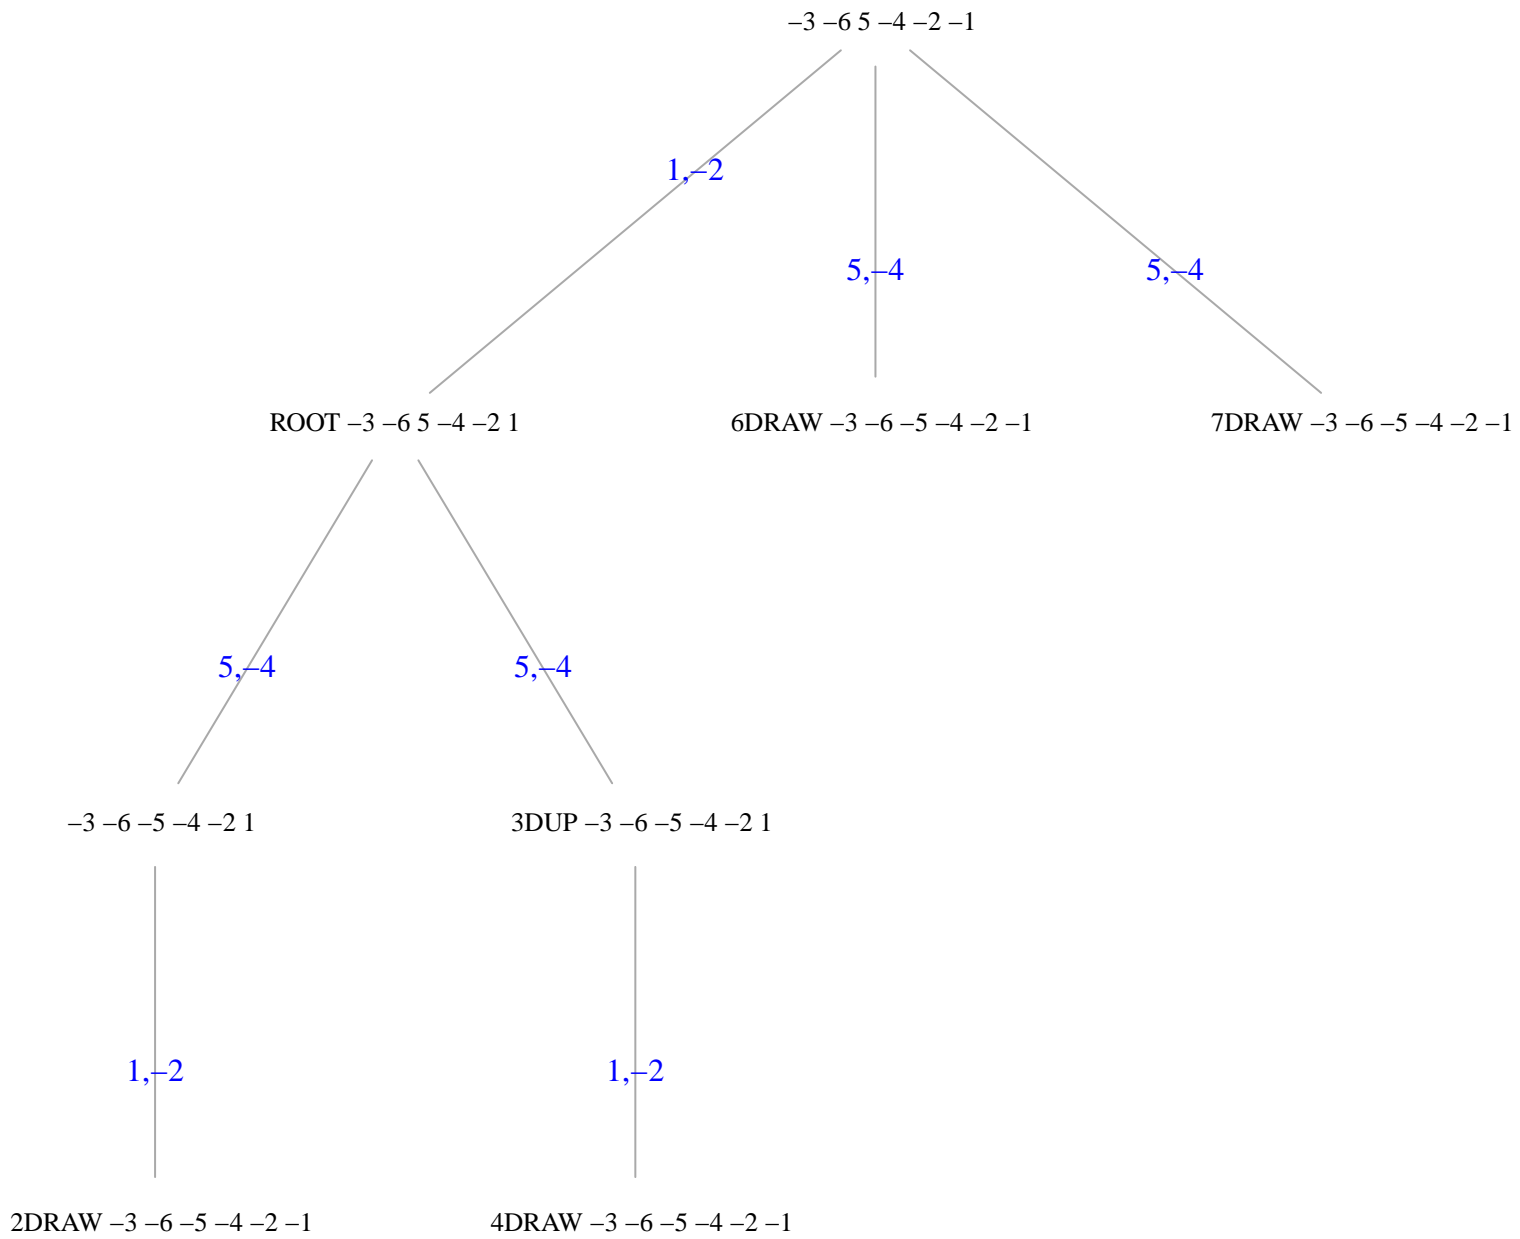 –3 –6 5 –4 –2 –1
1,–2
5,–4
5,–4
ROOT –3 –6 5 –4 –2 1
6DRAW –3 –6 –5 –4 –2 –1
7DRAW –3 –6 –5 –4 –2 –1
5,–4
5,–4
–3 –6 –5 –4 –2 1
3DUP –3 –6 –5 –4 –2 1
1,–2
1,–2
2DRAW –3 –6 –5 –4 –2 –1
4DRAW –3 –6 –5 –4 –2 –1